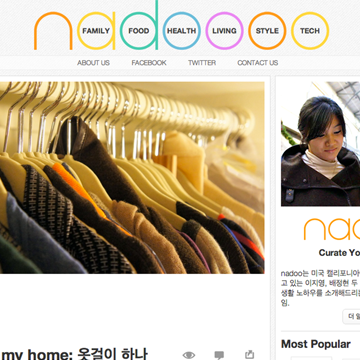 nadooo
FAMILY FOOD HEALTH LIVING STYLE TECH
ABOUT US FACEBOOK TWITTER CONTACT US
my home: 옷걸이 하나
Curate Yo
nadoo는 미국 캘리포니아
고 있는 이지영, 배정현 두
생활 노하우를 소개해드리
임.
더 알
Most Popular